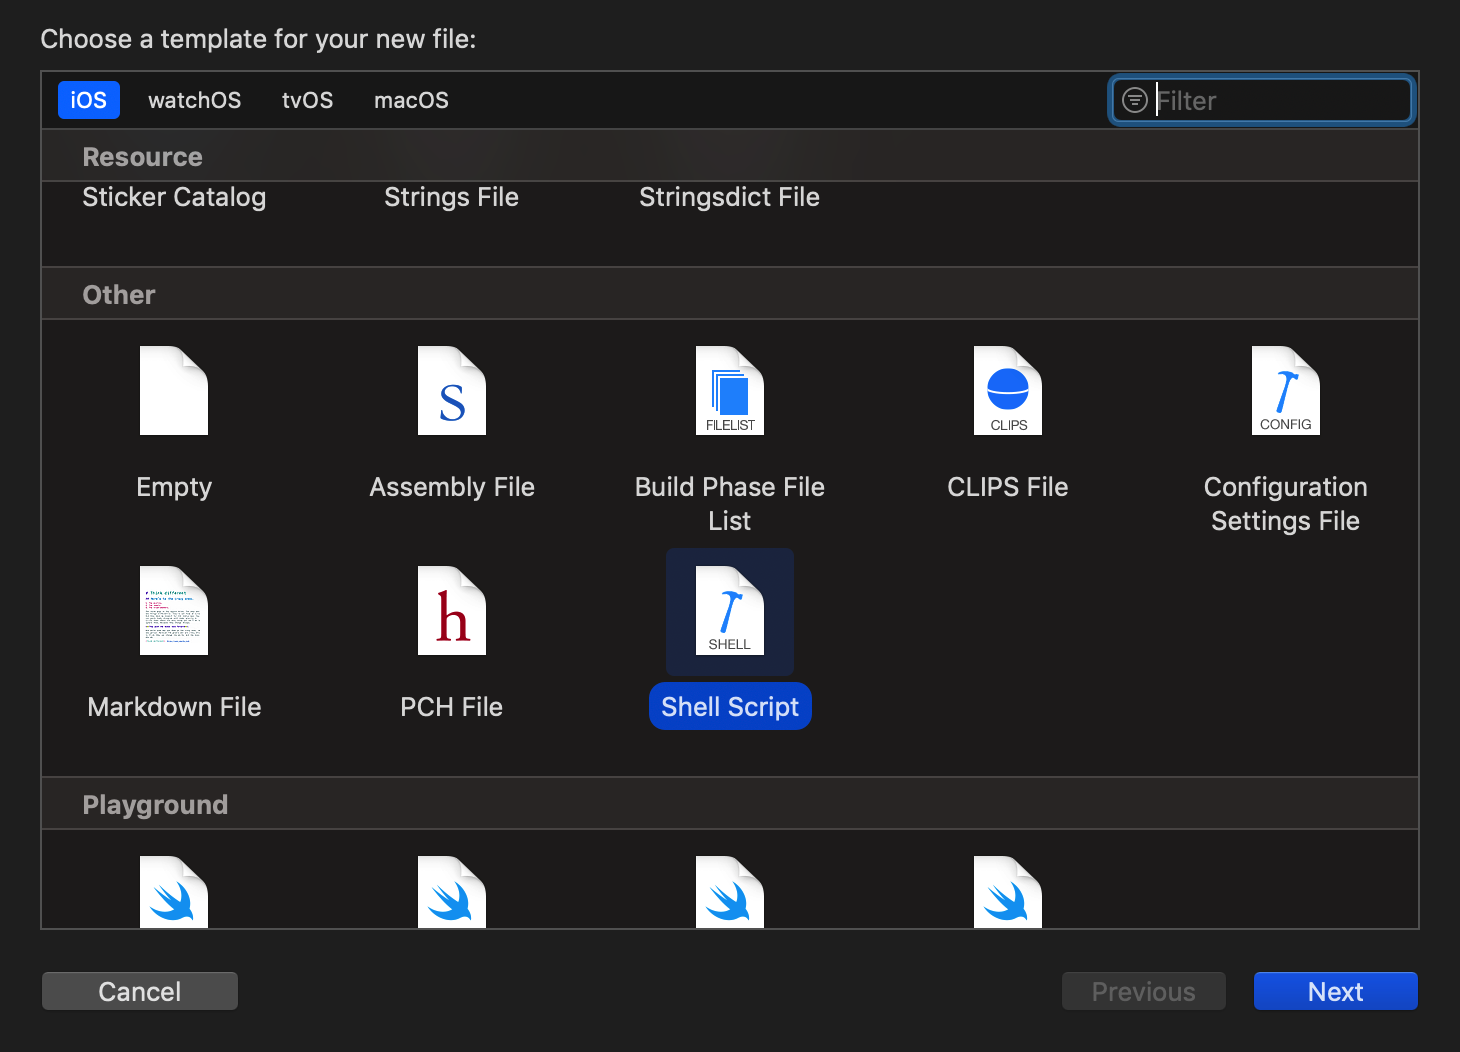 Choose a template for your new file:
iOS watchOS tvOS macOS Filter
Resource
Sticker Catalog Strings File Stringsdict File
Other
S FILELIST CLIPS CONFIG
Empty Assembly File Build Phase File List CLIPS File Configuration Settings File
h SHELL
Markdown File PCH File Shell Script
Playground
Cancel Previous Next